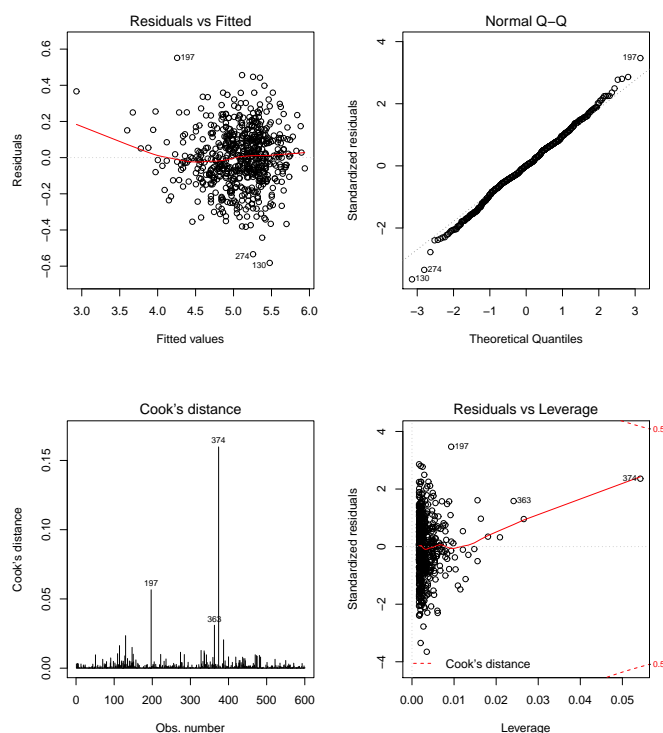 Residuals vs Fitted
Residuals
0.6
0.4
0.2
0.0
−0.2
−0.4
−0.6
197
274
130
3.0 3.5 4.0 4.5 5.0 5.5 6.0
Fitted values
Normal Q−Q
Standardized residuals
4
2
0
−2
197
274
130
−3 −2 −1 0 1 2 3
Theoretical Quantiles
Cook's distance
Cook's distance
0.15
0.10
0.05
0.00
374
197
363
0 100 200 300 400 500 600
Obs. number
Residuals vs Leverage
Standardized residuals
4
2
0
−2
−4
197
374
363
Cook's distance
0.00 0.01 0.02 0.03 0.04 0.05
Leverage